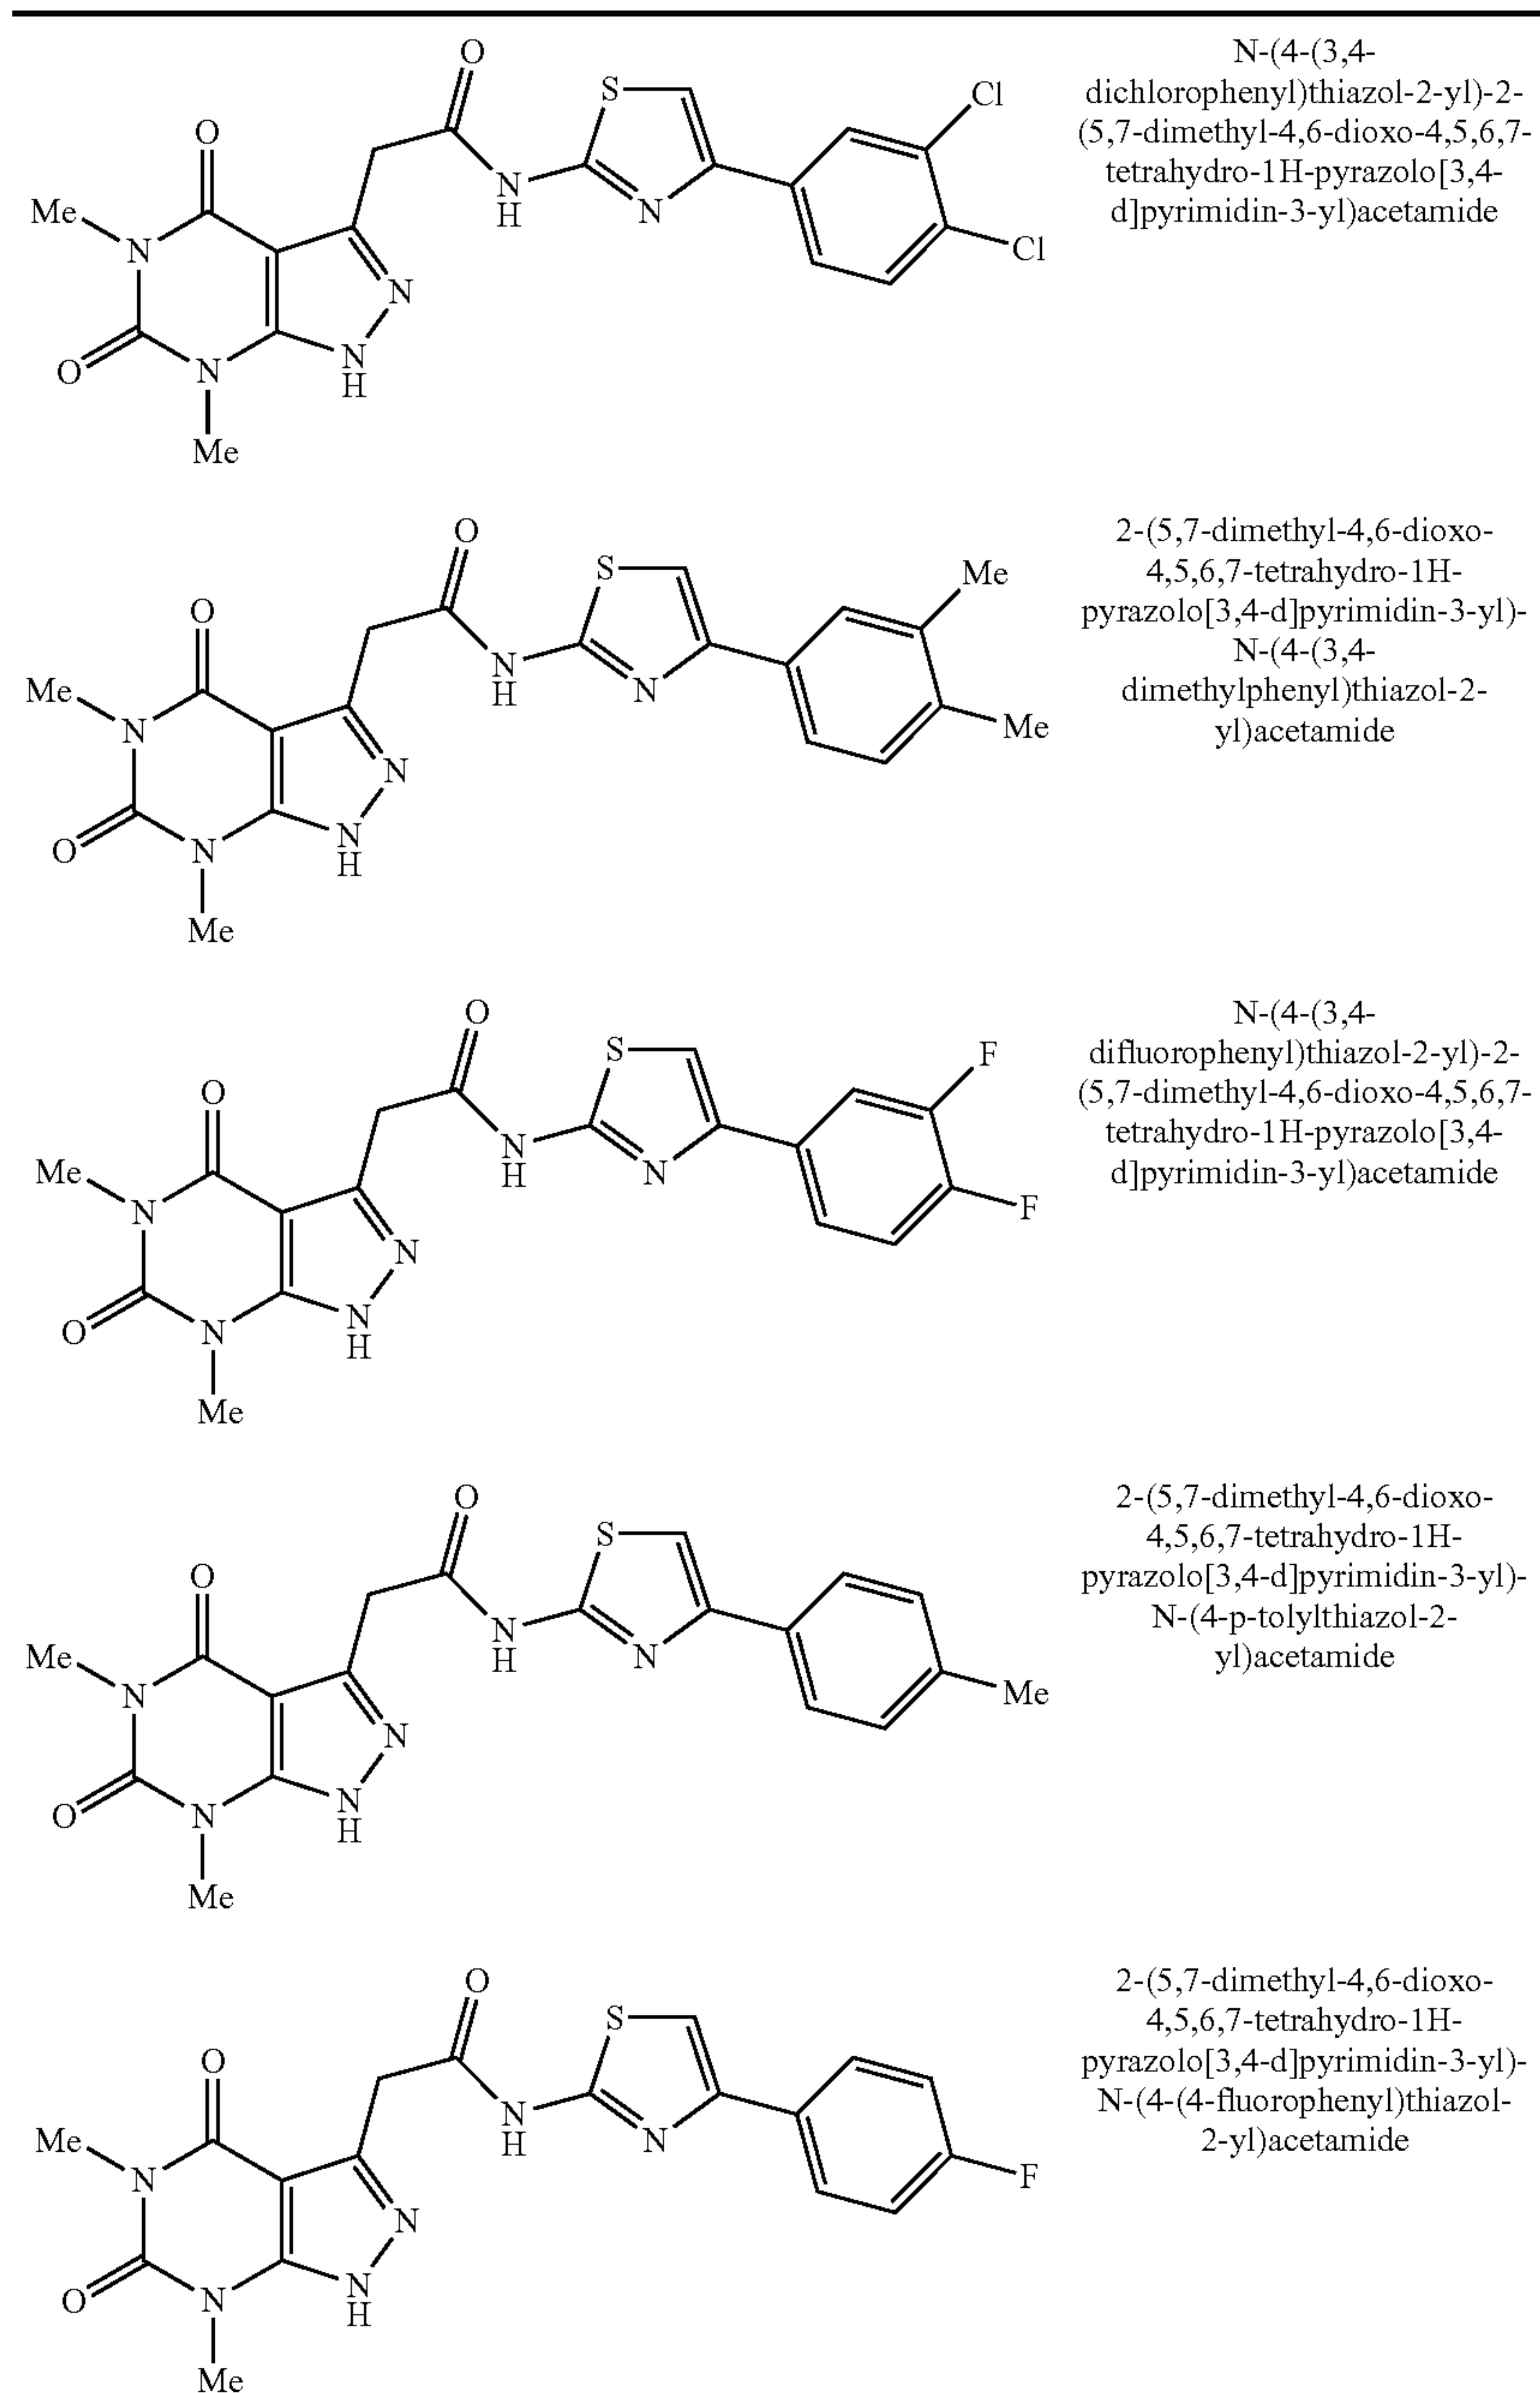 O
S
Cl
O
N-(4-(3,4-
dichlorophenyl)thiazol-2-yl)-2-
(5,7-dimethyl-4,6-dioxo-4,5,6,7-
tetrahydro-1H-pyrazolo[3,4-
d]pyrimidin-3-yl)acetamide
Me
N
N
H
N
Cl
N
O
N
N
H
Me
O
S
Me
O
2-(5,7-dimethyl-4,6-dioxo-
4,5,6,7-tetrahydro-1H-
pyrazolo[3,4-d]pyrimidin-3-yl)-
N-(4-(3,4-
dimethylphenyl)thiazol-2-
yl)acetamide
Me
N
N
H
N
Me
N
O
N
N
H
Me
O
S
F
O
N-(4-(3,4-
difluorophenyl)thiazol-2-yl)-2-
(5,7-dimethyl-4,6-dioxo-4,5,6,7-
tetrahydro-1H-pyrazolo[3,4-
d]pyrimidin-3-yl)acetamide
Me
N
N
H
N
F
N
O
N
N
H
Me
O
S
O
2-(5,7-dimethyl-4,6-dioxo-
4,5,6,7-tetrahydro-1H-
pyrazolo[3,4-d]pyrimidin-3-yl)-
N-(4-p-tolylthiazol-2-
yl)acetamide
Me
N
N
H
N
Me
N
O
N
N
H
Me
O
S
O
2-(5,7-dimethyl-4,6-dioxo-
4,5,6,7-tetrahydro-1H-
pyrazolo[3,4-d]pyrimidin-3-yl)-
N-(4-(4-fluorophenyl)thiazol-
2-yl)acetamide
Me
N
N
H
N
F
N
O
N
N
H
Me